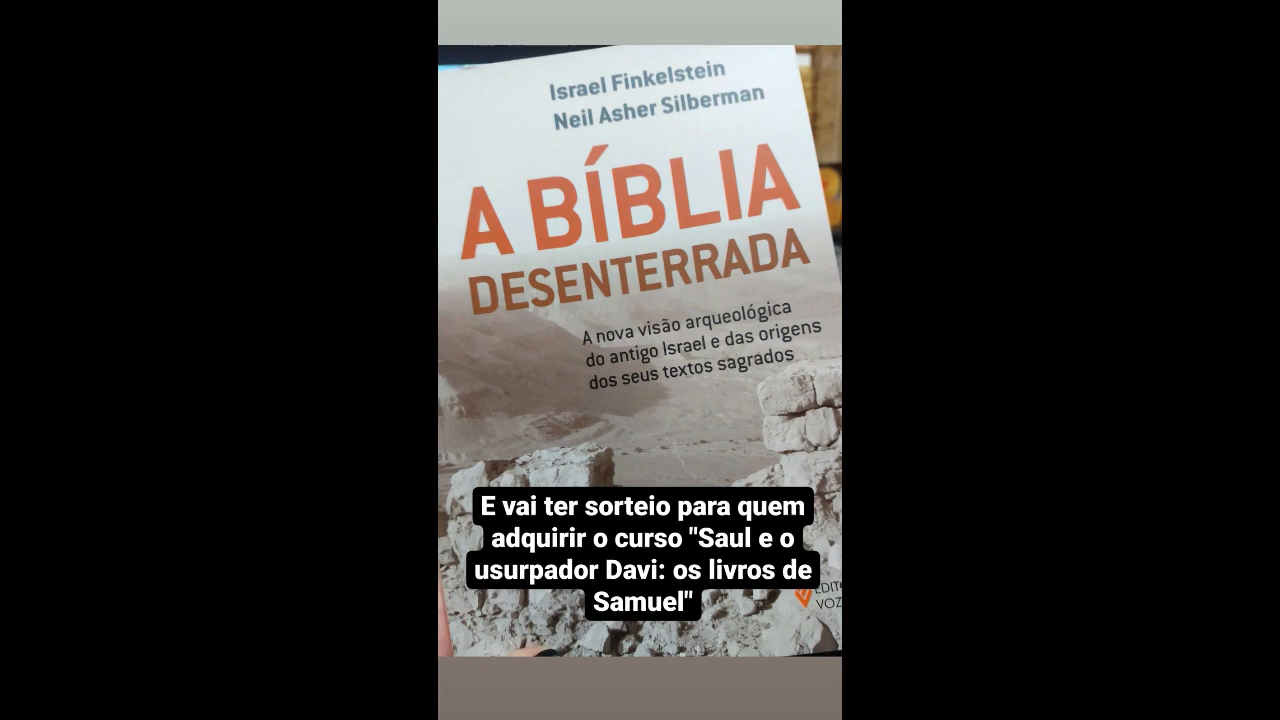 Israel Finkelstein
Neil Asher Silberman
A BÍBLIA
DESENTERRADA
A nova visão arqueológica
do antigo Israel e das origens
dos seus textos sagrados
E vai ter sorteio para quem
adquirir o curso "Saul e o
usurpador Davi: os livros de
Samuel"